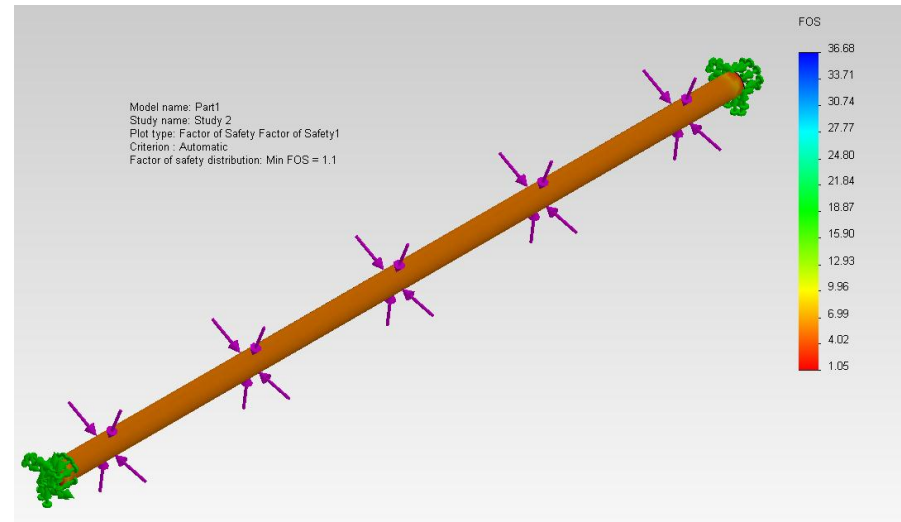 FOS
Model name: Part1
Study name: Study 2
Plot type: Factor of Safety Factor of Safety1
Criterion : Automatic
Factor of safety distribution: Min FOS = 1.1
36.68
33.71
30.74
27.77
24.80
21.84
18.87
15.90
12.93
9.96
6.99
4.02
1.05